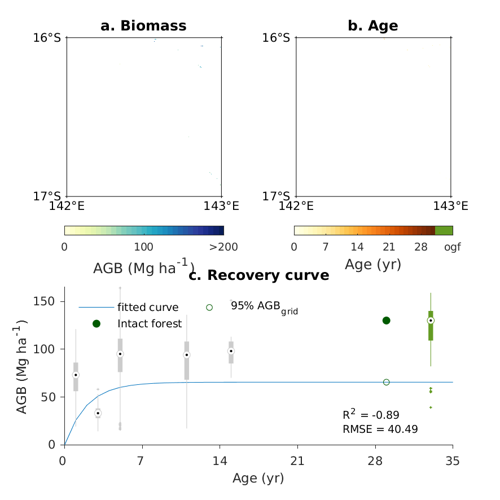 a. Biomass
b. Age
16°S
16°S
17°S
17°S
142°E
143°E
142°E
143°E
0
100
>200
0
7
14
21
28
ogf
AGB (Mg ha⁻¹)
Age (yr)
c. Recovery curve
fitted curve
95% AGB_grid
Intact forest
150
100
50
0
AGB (Mg ha⁻¹)
R² = -0.89
RMSE = 40.49
0
7
14
21
28
35
Age (yr)